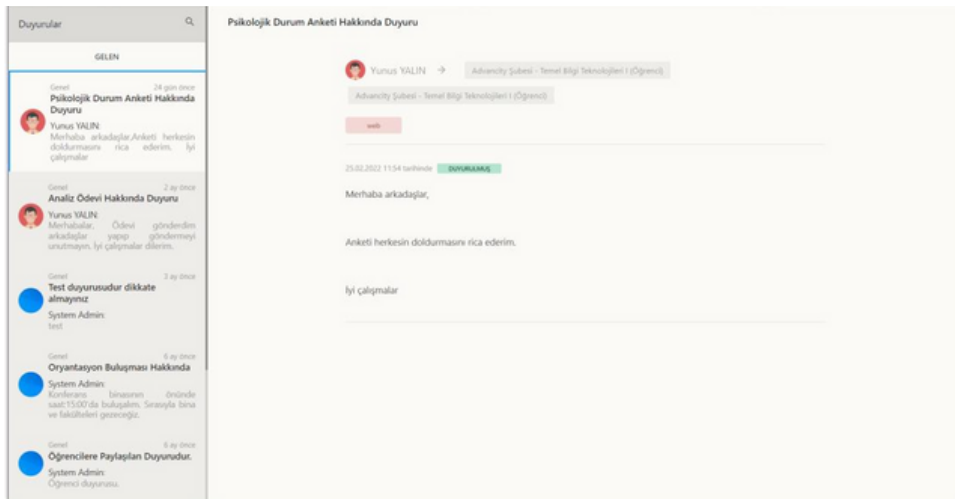 Duyurular
GELEN
Genel 24 gün önce
Psikolojik Durum Anketi Hakkında
Duyuru
Yunus YALIN:
Merhaba arkadaşlar,Anketi herkesin
doldurmasını rica ederim. İyi
çalışmalar
Genel 2 ay önce
Analiz Ödevi Hakkında Duyuru
Yunus YALIN:
Merhabalar, Ödevi gönderdim
arkadaşlar yapıp göndermeyi
unutmayın. İyi çalışmalar dilerim.
Genel 3 ay önce
Test duyurusudur dikkate
almayınız
System Admin:
test
Genel 6 ay önce
Oryantasyon Buluşması Hakkında
System Admin:
Konferans binasının önünde
saat:15:00'da buluşalım. Sırasıyla bina
ve fakülteleri gezeceğiz.
Genel 6 ay önce
Öğrencilere Paylaşılan Duyurudur.
System Admin:
Öğrenci duyurusu.
Psikolojik Durum Anketi Hakkında Duyuru
Yunus YALIN → Advancity Şubesi - Temel Bilgi Teknolojileri I (Öğrenci)
Advancity Şubesi - Temel Bilgi Teknolojileri I (Öğrenci)
web
25.02.2022 11:54 tarihinde DUYURULMUŞ
Merhaba arkadaşlar,
Anketi herkesin doldurmasını rica ederim.
İyi çalışmalar